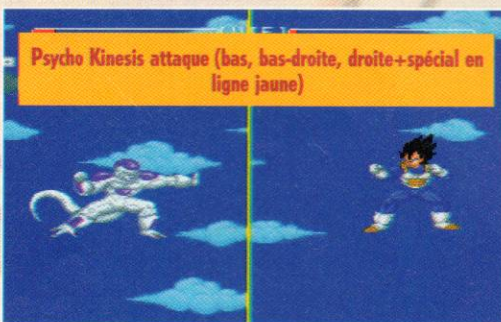 Psycho Kinesis attaque (bas, bas-droite, droite+spécial en
ligne jaune)